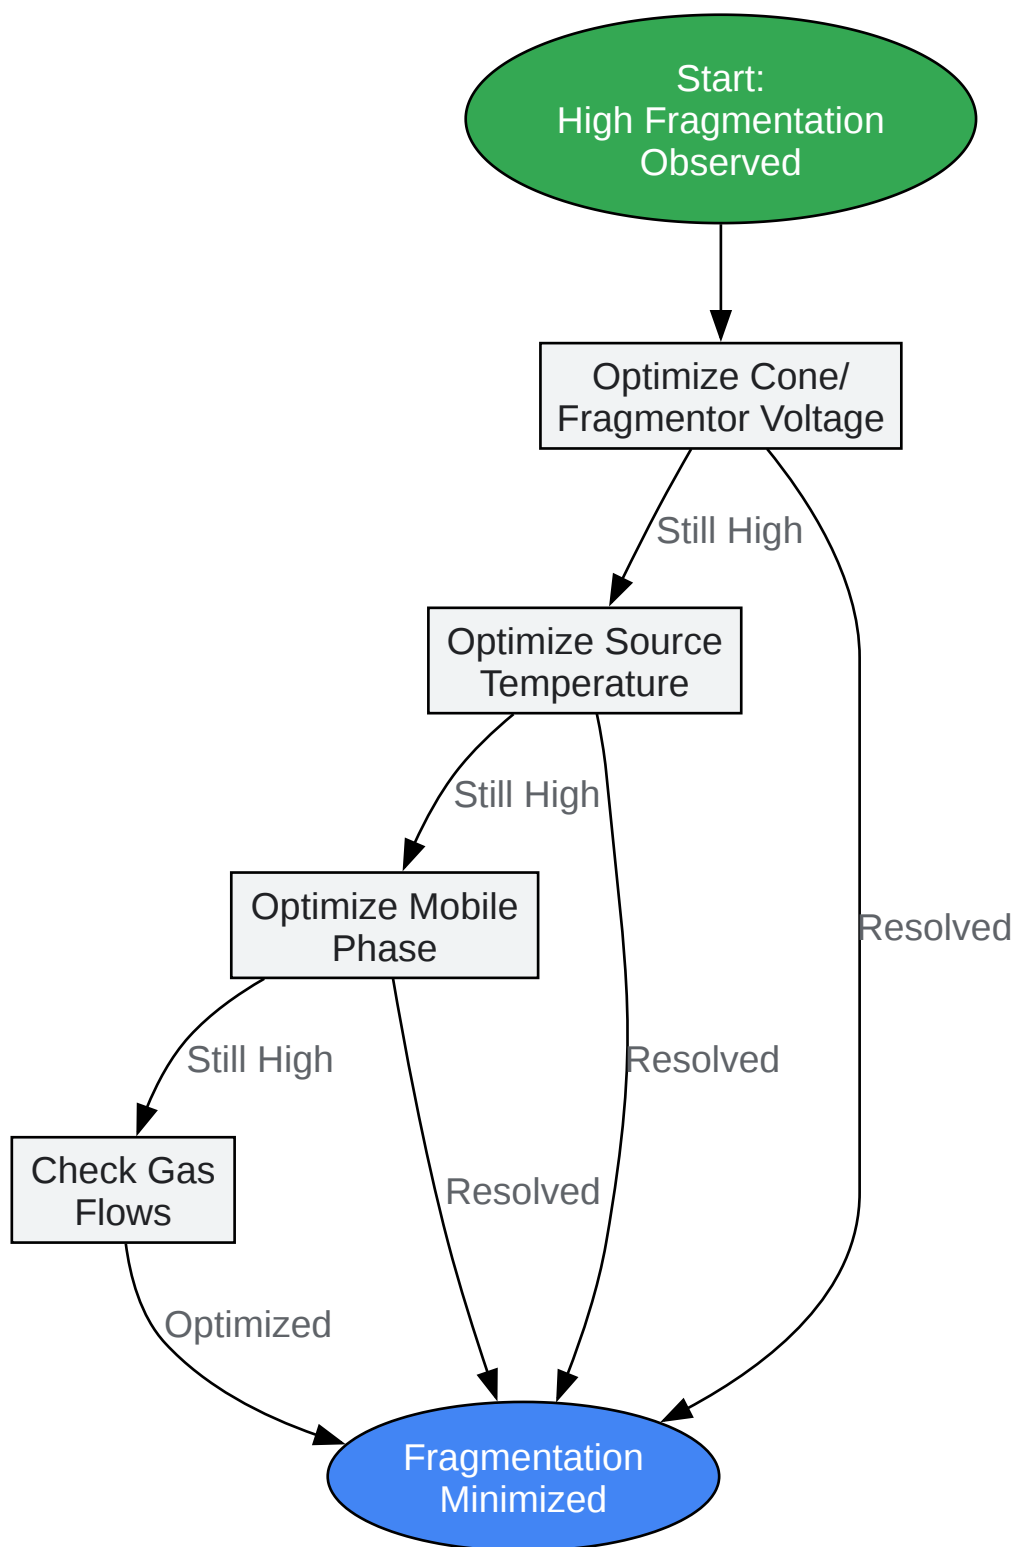 Start:
High Fragmentation
Observed
Optimize Cone/
Fragmentor Voltage
Still High
Optimize Source
Temperature
Still High
Optimize Mobile
Phase
Resolved
Still High
Resolved
Check Gas
Flows
Resolved
Optimized
Fragmentation
Minimized